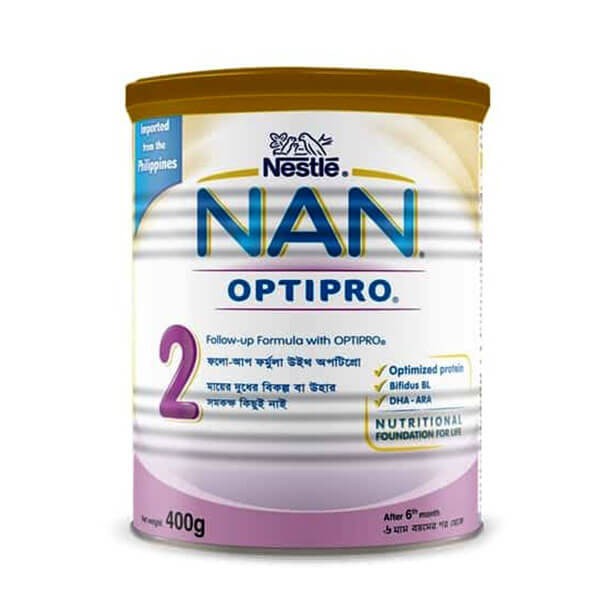 Imported
from the
Philippines
Nestlé®
NAN®
OPTIPRO®
2
Follow-up Formula with OPTIPRO®
ফলো-আপ ফর্মুলা উইথ অপটিপ্রো
মায়ের দুধের বিকল্প বা উহার
সমকক্ষ কিছুই নাই
✓ Optimized protein
✓ Bifidus BL
✓ DHA - ARA
NUTRITIONAL
FOUNDATION FOR LIFE
Net weight 400g
After 6th month
৬ মাস বয়সের পর থেকে